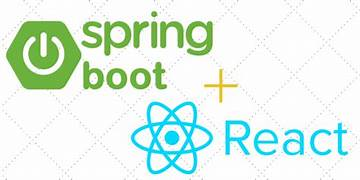 spring
boot
+
React